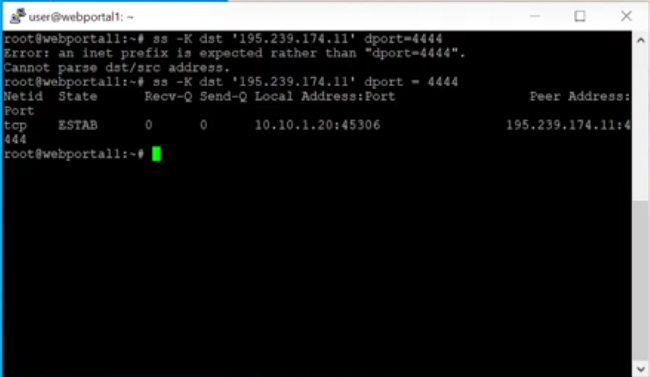 user@webportal1: ~
root@webportal1:~# ss -K dst '195.239.174.11' dport=4444
Error: an inet prefix is expected rather than "dport=4444".
Cannot parse dst/src address.
root@webportal1:~# ss -K dst '195.239.174.11' dport = 4444
Netid  State      Recv-Q Send-Q Local Address:Port                 Peer Address:
Port
tcp    ESTAB      0      0      10.10.1.20:45306                195.239.174.11:4
444
root@webportal1:~#